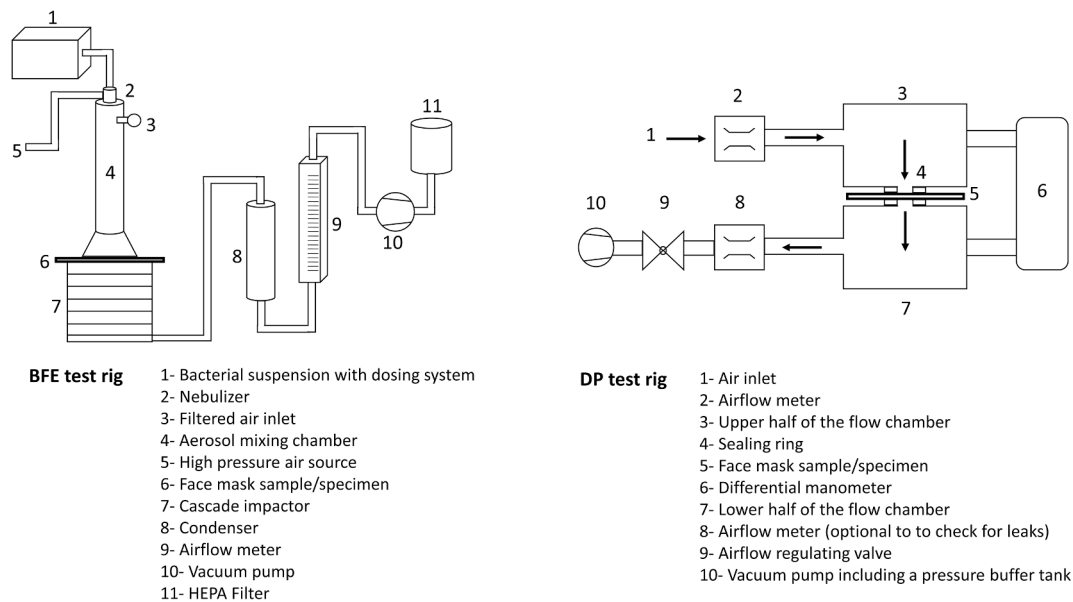 1
2
3
4
5
6
7
8
9
10
11
BFE test rig
1- Bacterial suspension with dosing system
2- Nebulizer
3- Filtered air inlet
4- Aerosol mixing chamber
5- High pressure air source
6- Face mask sample/specimen
7- Cascade impactor
8- Condenser
9- Airflow meter
10- Vacuum pump
11- HEPA Filter
1
2
3
4
5
6
10
9
8
7
DP test rig
1- Air inlet
2- Airflow meter
3- Upper half of the flow chamber
4- Sealing ring
5- Face mask sample/specimen
6- Differential manometer
7- Lower half of the flow chamber
8- Airflow meter (optional to to check for leaks)
9- Airflow regulating valve
10- Vacuum pump including a pressure buffer tank